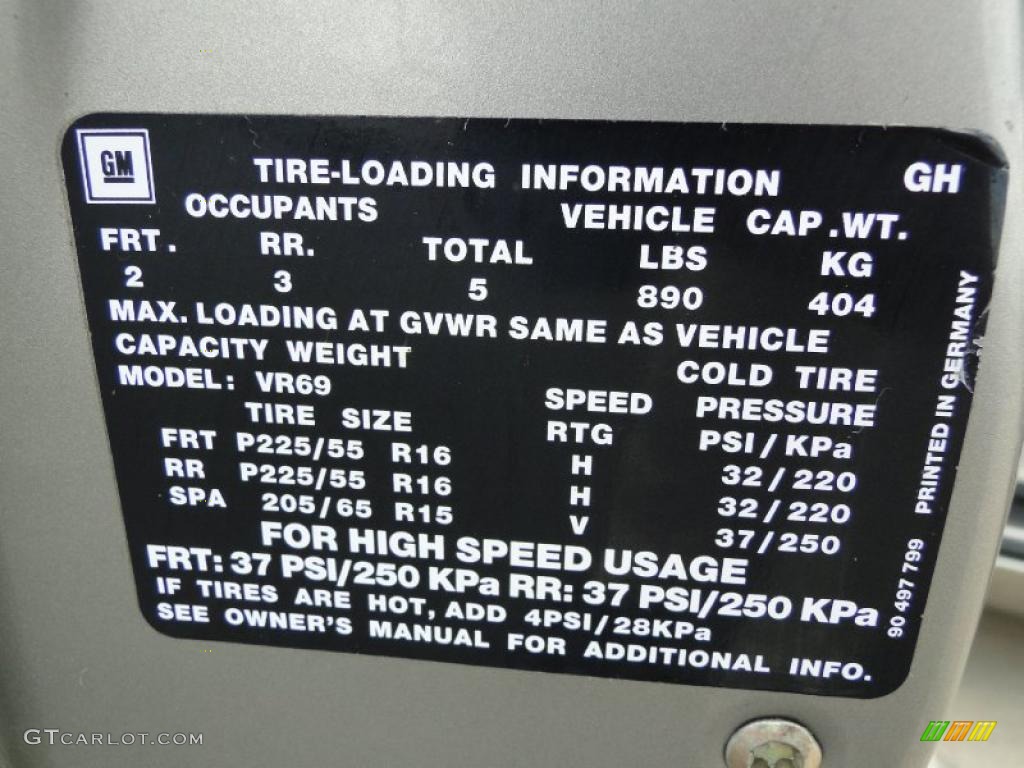 GM
TIRE-LOADING INFORMATION GH
OCCUPANTS VEHICLE CAP.WT.
FRT. RR. TOTAL LBS KG
2 3 5 890 404
MAX. LOADING AT GVWR SAME AS VEHICLE
CAPACITY WEIGHT COLD TIRE
MODEL: VR69 SPEED PRESSURE
TIRE SIZE RTG PSI/KPa
FRT P225/55 R16 H 32/220
RR P225/55 R16 H 32/220
SPA 205/65 R15 V 37/250
FOR HIGH SPEED USAGE
FRT: 37 PSI/250 KPa RR: 37 PSI/250 KPa
IF TIRES ARE HOT, ADD 4PSI/28KPa
SEE OWNER'S MANUAL FOR ADDITIONAL INFO.
90 497 799 PRINTED IN GERMANY
GTCARLOT.COM